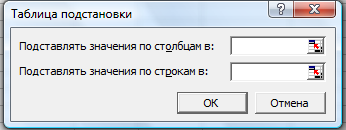 Таблица подстановки
Подставлять значения по столбцам в:
Подставлять значения по строкам в:
ОК
Отмена